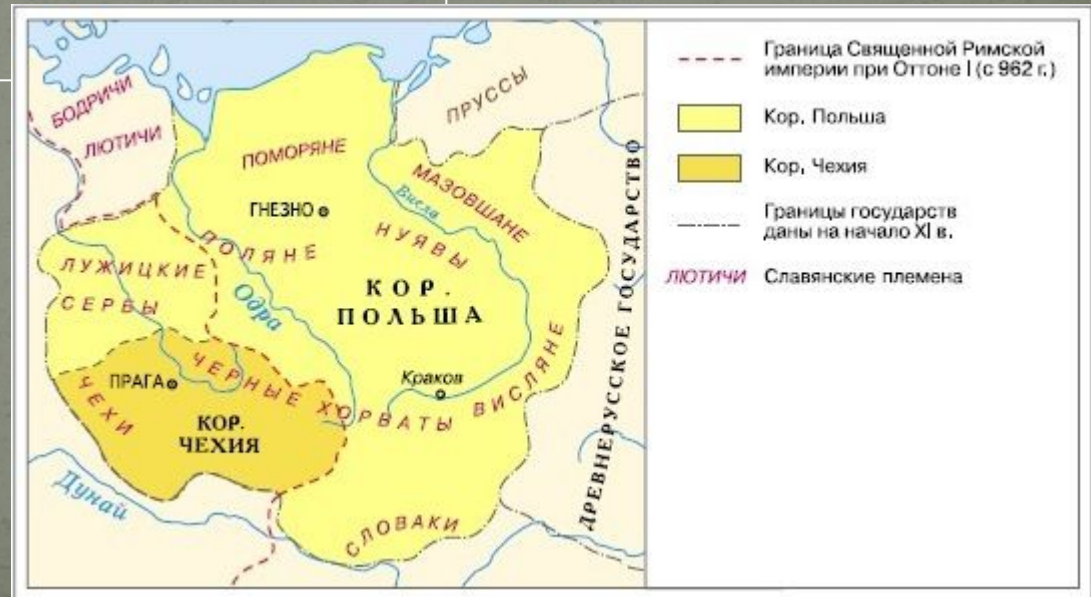 БОДРИЧИ
ЛЮТИЧИ
ПОМОРЯНЕ
ПРУССЫ
ГНЕЗНО
Висла
МАЗОВШАНЕ
НУЯВЫ
ПОЛЯНЕ
ЛУЖИЦКИЕ
СЕРБЫ
Одра
КОР.
ПОЛЬША
ПРАГА
ЧЕХИ
ЧЕРНЫЕ ХОРВАТЫ
Краков
ВИСЛЯНЕ
КОР.
ЧЕХИЯ
Дунай
СЛОВАКИ
ДРЕВНЕРУССКОЕ ГОСУДАРСТВО
Граница Священной Римской
империи при Оттоне I (с 962 г.)
Кор. Польша
Кор. Чехия
Границы государств
даны на начало XI в.
ЛЮТИЧИ Славянские племена